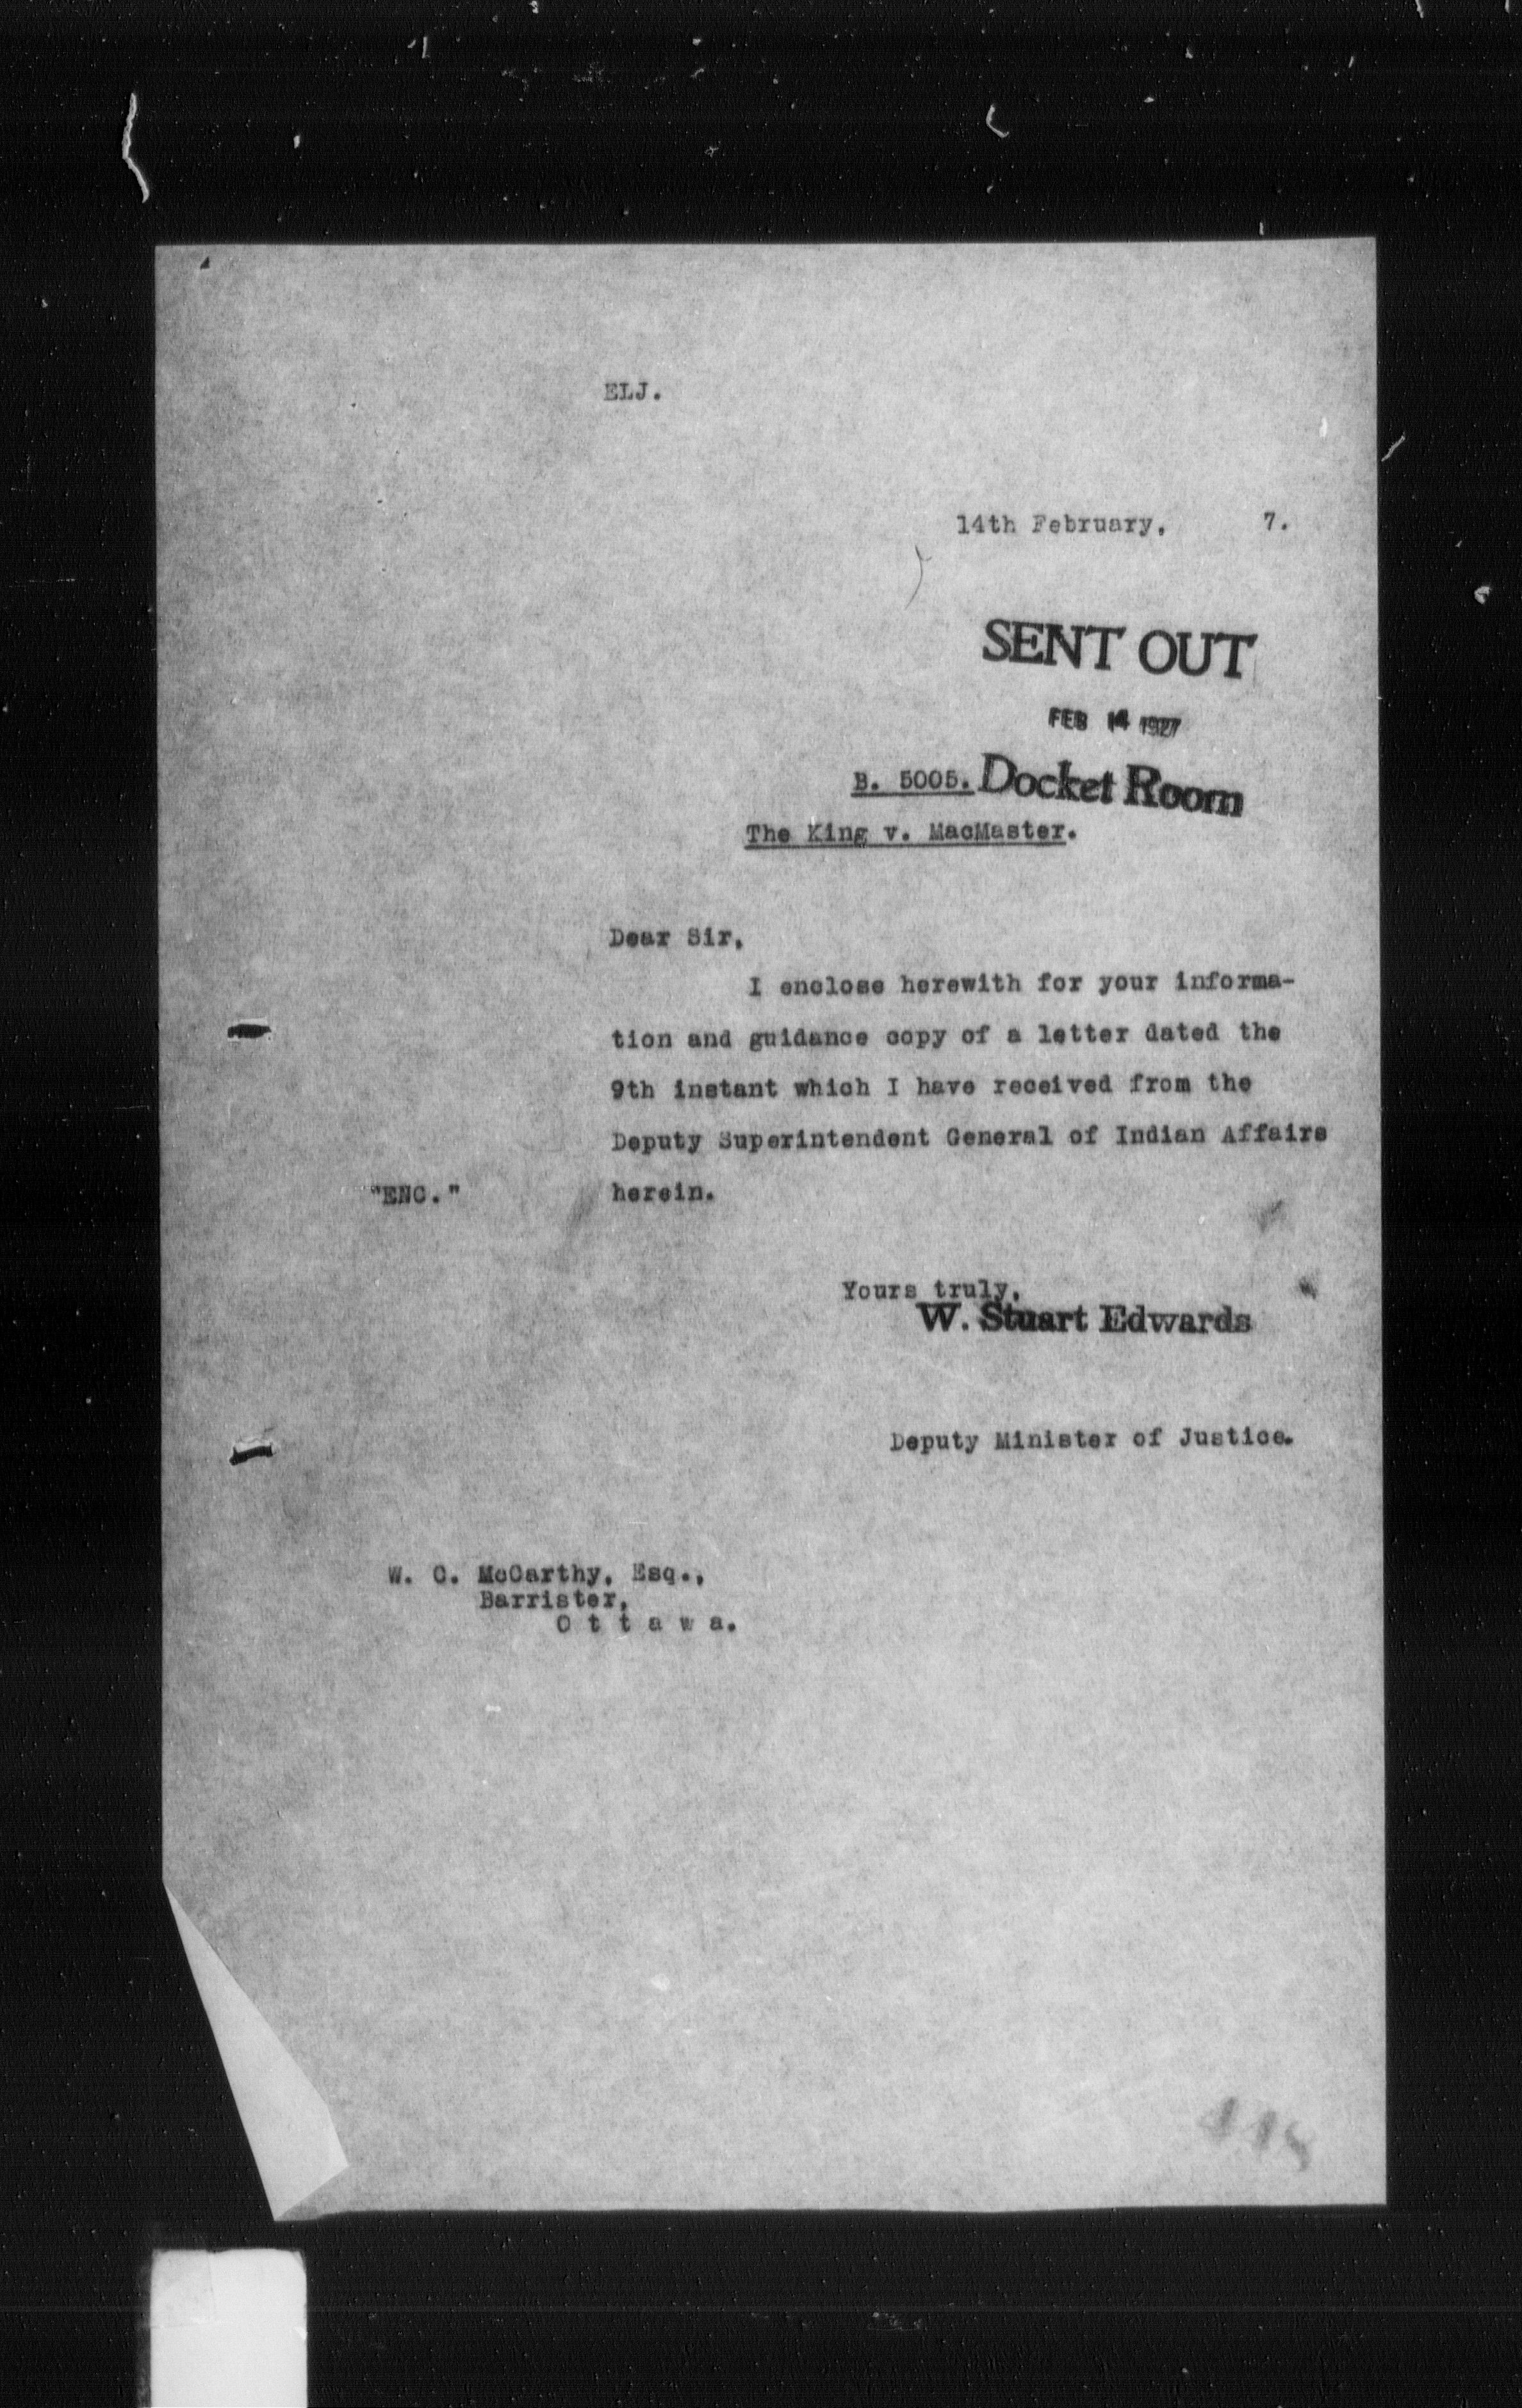 ELJ.
14th February, 7.
SENT OUT
FEB 14 1927
B. 5005. Docket Room
The King v. MacMaster.
Dear Sir,
I enclose herewith for your informa-
tion and guidance copy of a letter dated the
9th instant which I have received from the
Deputy Superintendent General of Indian Affairs
"ENC." herein.
Yours truly,
W. Stuart Edwards
Deputy Minister of Justice.
W. C. McCarthy, Esq.,
Barrister,
O t t a w a.